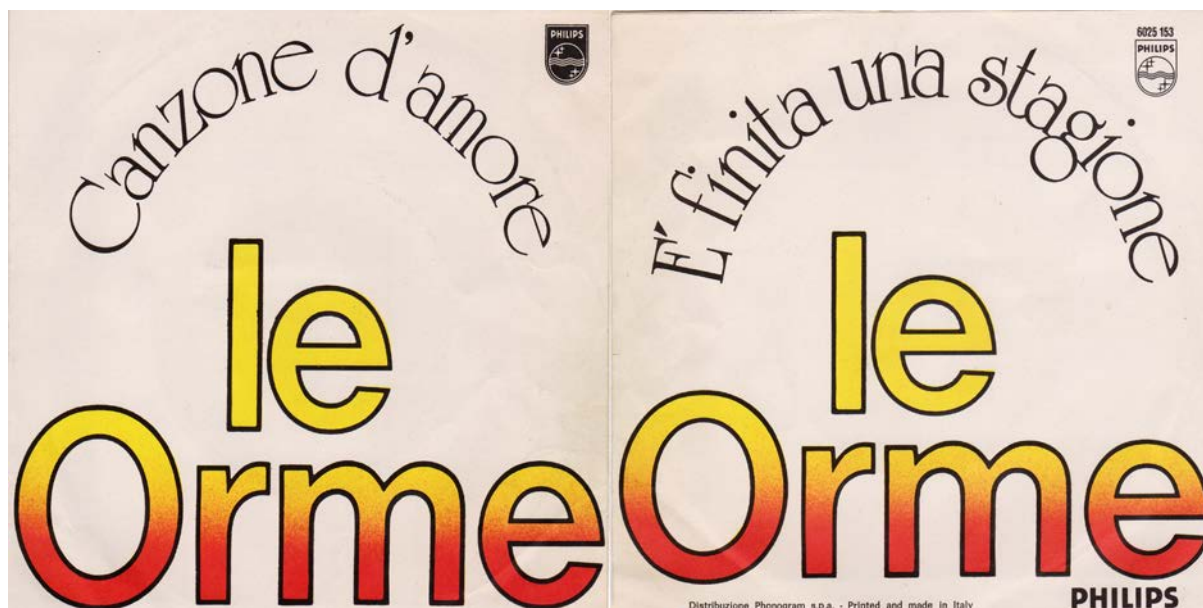 Canzone d'amore
PHILIPS
le
Orme
6025 153
PHILIPS
E' finita una stagione
le
Orme
PHILIPS
Distribuzione Phonogram s.p.a. - Printed and made in Italy